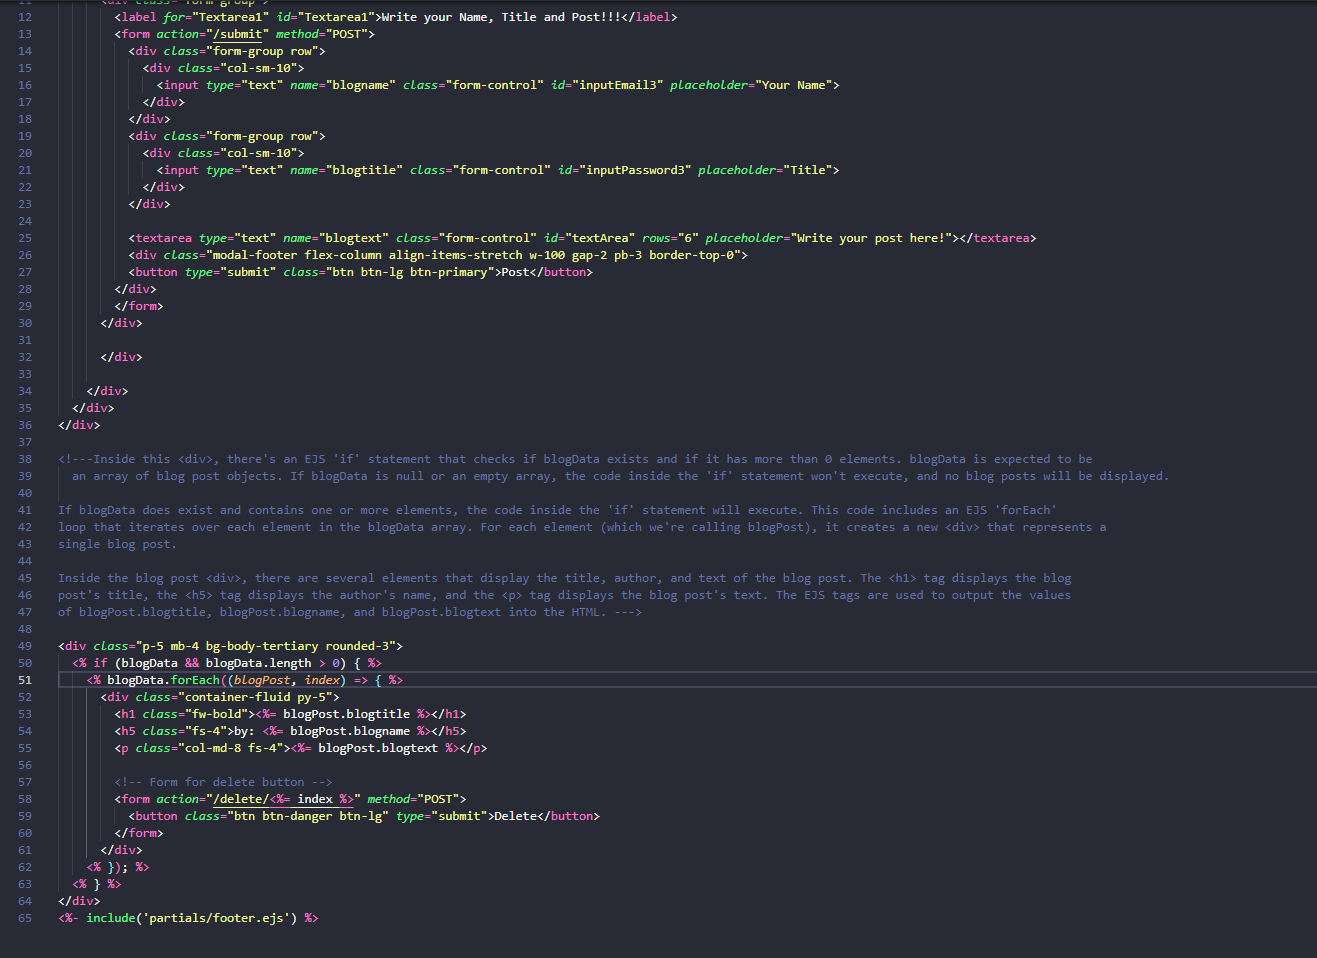 11 <div class="form-group">
12 <label for="Textarea1" id="Textarea1">Write your Name, Title and Post!!!</label>
13 <form action="/submit" method="POST">
14 <div class="form-group row">
15 <div class="col-sm-10">
16 <input type="text" name="blogname" class="form-control" id="inputEmail3" placeholder="Your Name">
17 </div>
18 </div>
19 <div class="form-group row">
20 <div class="col-sm-10">
21 <input type="text" name="blogtitle" class="form-control" id="inputPassword3" placeholder="Title">
22 </div>
23 </div>
24
25 <textarea type="text" name="blogtext" class="form-control" id="textArea" rows="6" placeholder="Write your post here!"></textarea>
26 <div class="modal-footer flex-column align-items-stretch w-100 gap-2 pb-3 border-top-0">
27 <button type="submit" class="btn btn-lg btn-primary">Post</button>
28 </div>
29 </form>
30 </div>
31
32 </div>
33
34 </div>
35 </div>
36 </div>
37
38 <!---Inside this <div>, there's an EJS 'if' statement that checks if blogData exists and if it has more than 0 elements. blogData is expected to be
39 an array of blog post objects. If blogData is null or an empty array, the code inside the 'if' statement won't execute, and no blog posts will be displayed.
40
41 If blogData does exist and contains one or more elements, the code inside the 'if' statement will execute. This code includes an EJS 'forEach'
42 loop that iterates over each element in the blogData array. For each element (which we're calling blogPost), it creates a new <div> that represents a
43 single blog post.
44
45 Inside the blog post <div>, there are several elements that display the title, author, and text of the blog post. The <h1> tag displays the blog
46 post's title, the <h5> tag displays the author's name, and the <p> tag displays the blog post's text. The EJS tags are used to output the values
47 of blogPost.blogtitle, blogPost.blogname, and blogPost.blogtext into the HTML. --->
48
49 <div class="p-5 mb-4 bg-body-tertiary rounded-3">
50 <% if (blogData && blogData.length > 0) { %>
51 <% blogData.forEach((blogPost, index) => { %>
52 <div class="container-fluid py-5">
53 <h1 class="fw-bold"><%= blogPost.blogtitle %></h1>
54 <h5 class="fs-4">by: <%= blogPost.blogname %></h5>
55 <p class="col-md-8 fs-4"><%= blogPost.blogtext %></p>
56
57 <!-- Form for delete button -->
58 <form action="/delete/<%= index %>" method="POST">
59 <button class="btn btn-danger btn-lg" type="submit">Delete</button>
60 </form>
61 </div>
62 <% }); %>
63 <% } %>
64 </div>
65 <%- include('partials/footer.ejs') %>